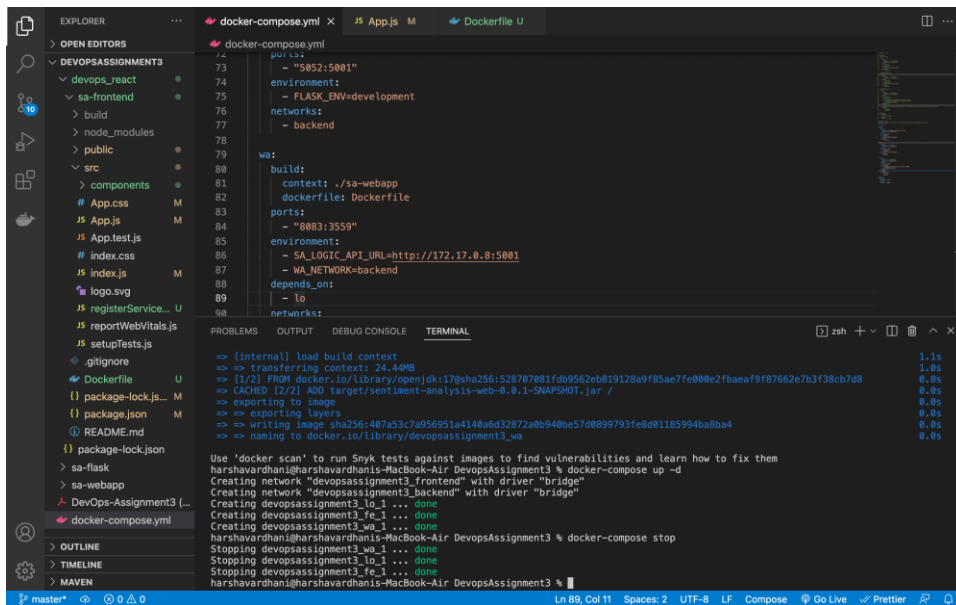 EXPLORER ...
docker-compose.yml ×
JS App.js M
Dockerfile U
...
OPEN EDITORS
DEVOPSASSIGNMENT3
devops_react
sa-frontend
build
node_modules
public
src
components
# App.css M
JS App.js M
JS App.test.js
# index.css
JS index.js M
logo.svg
JS registerService... U
JS reportWebVitals.js
JS setupTests.js
.gitignore
Dockerfile U
{} package-lock.js... M
{} package.json M
README.md
{} package-lock.json
sa-flask
sa-webapp
DevOps-Assignment3 (...
docker-compose.yml
OUTLINE
TIMELINE
MAVEN
10
docker-compose.yml
72 ports:
73 - "5052:5001"
74 environment:
75 - FLASK_ENV=development
76 networks:
77 - backend
78
79 wa:
80 build:
81 context: ./sa-webapp
82 dockerfile: Dockerfile
83 ports:
84 - "8083:3559"
85 environment:
86 - SA_LOGIC_API_URL=http://172.17.0.8:5001
87 - WA_NETWORK=backend
88 depends_on:
89 - lo
90 networks:
PROBLEMS OUTPUT DEBUG CONSOLE TERMINAL
zsh
=> [internal] load build context 1.1s
=> => transferring context: 24.44MB 1.0s
=> [1/2] FROM docker.io/library/openjdk:17@sha256:528707081fdb9562eb819128a9f85ae7fe000e2fbaeaf9f87662e7b3f38cb7d8 0.0s
=> CACHED [2/2] ADD target/sentiment-analysis-web-0.0.1-SNAPSHOT.jar / 0.0s
=> exporting to image 0.0s
=> => exporting layers 0.0s
=> => writing image sha256:407a53c7a956951a4140a6d32872a0b940be57d0899793fe8d01185994ba8ba4 0.0s
=> => naming to docker.io/library/devopsassignment3_wa 0.0s
Use 'docker scan' to run Snyk tests against images to find vulnerabilities and learn how to fix them
harshavardhani@harshavardhanis-MacBook-Air DevopsAssignment3 % docker-compose up -d
Creating network "devopsassignment3_frontend" with driver "bridge"
Creating network "devopsassignment3_backend" with driver "bridge"
Creating devopsassignment3_lo_1 ... done
Creating devopsassignment3_fe_1 ... done
Creating devopsassignment3_wa_1 ... done
harshavardhani@harshavardhanis-MacBook-Air DevopsAssignment3 % docker-compose stop
Stopping devopsassignment3_wa_1 ... done
Stopping devopsassignment3_lo_1 ... done
Stopping devopsassignment3_fe_1 ... done
harshavardhani@harshavardhanis-MacBook-Air DevopsAssignment3 %
master* 0 0 Ln 89, Col 11 Spaces: 2 UTF-8 LF Compose Go Live Prettier